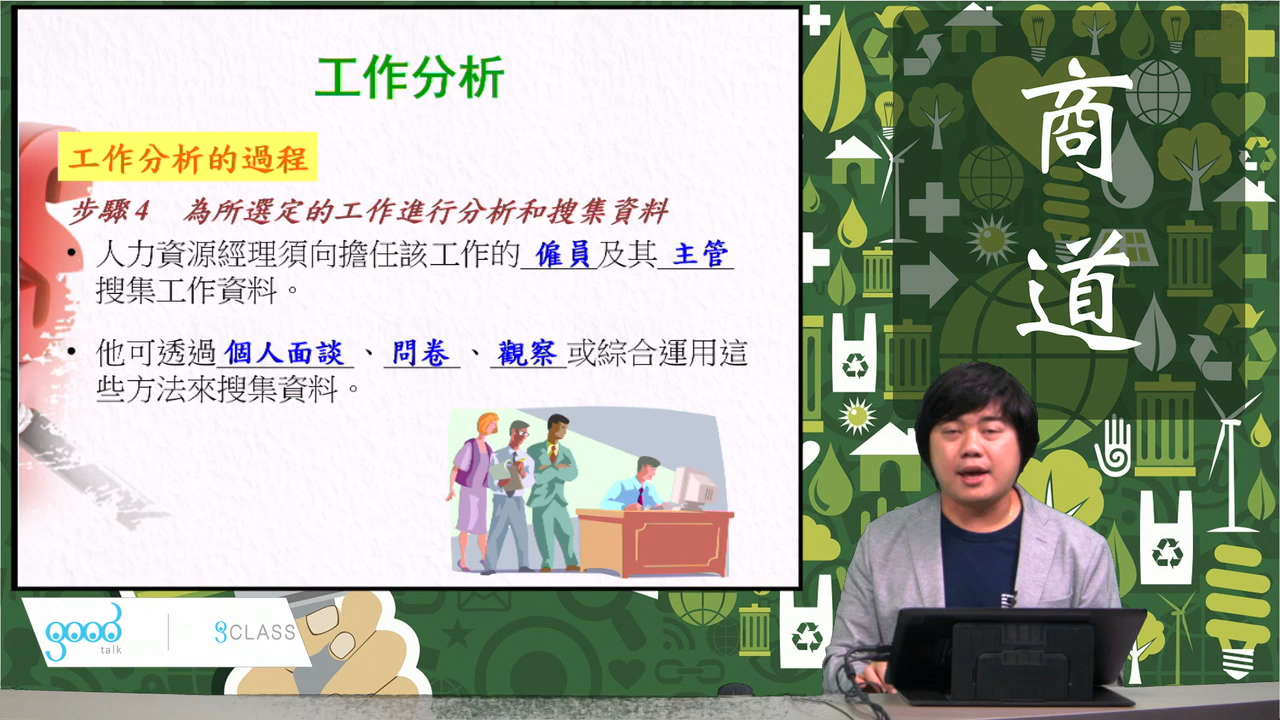 工作分析
工作分析的過程
步驟4 為所選定的工作進行分析和搜集資料
• 人力資源經理須向擔任該工作的 僱員 及其 主管
搜集工作資料。
• 他可透過 個人面談 、 問卷 、 觀察 或綜合運用這
些方法來搜集資料。
商
道
good
talk
gCLASS